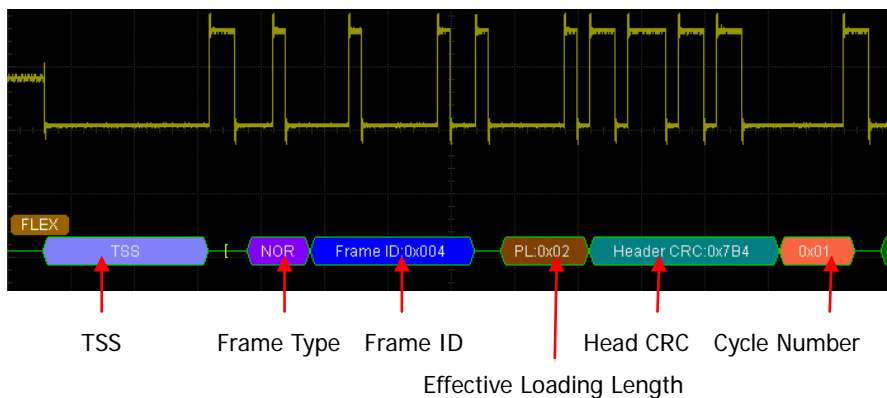 FLEX
TSS [ NOR Frame ID:0x004 PL:0x02 Header CRC:0x7B4 0x01
TSS Frame Type Frame ID Head CRC Cycle Number
Effective Loading Length